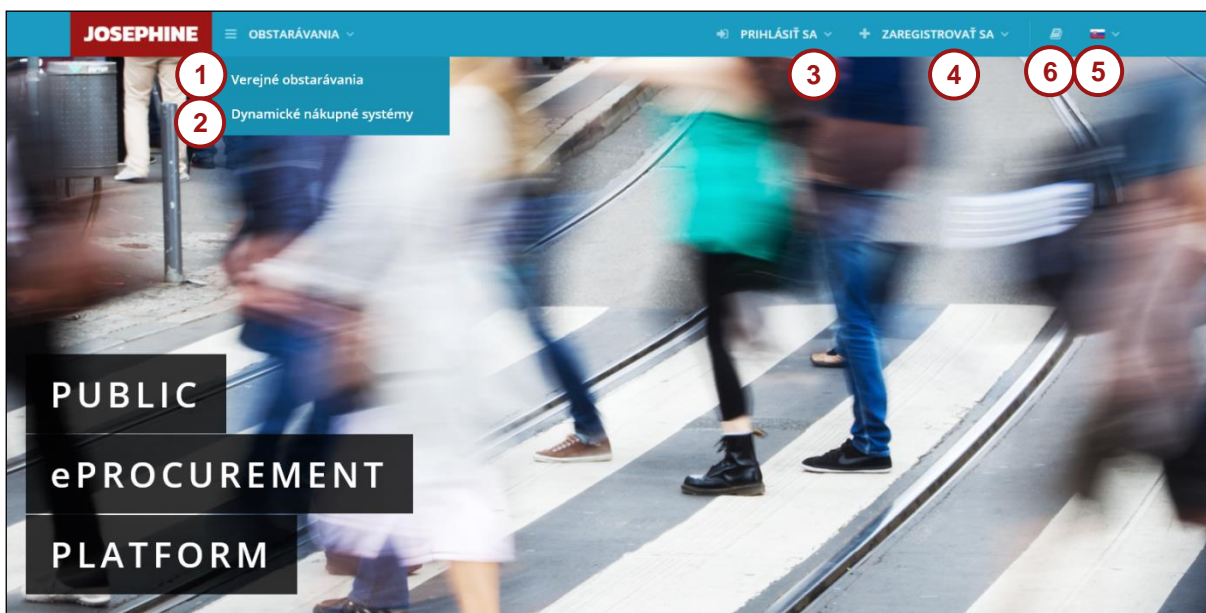 JOSEPHINE OBSTARÁVANIA PRIHLÁSIŤ SA ZAREGISTROVAŤ SA
1 Verejné obstarávania
2 Dynamické nákupné systémy
3 4 6 5
PUBLIC
ePROCUREMENT
PLATFORM